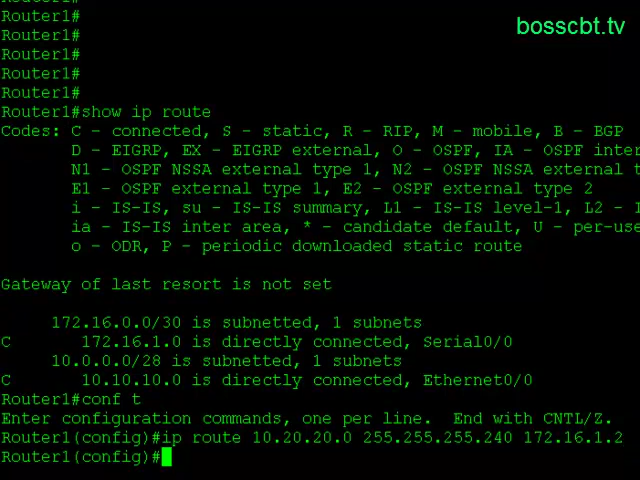 Router1#
bosscbt.tv
Router1#
Router1#
Router1#
Router1#
Router1#show ip route
Codes: C - connected, S - static, R - RIP, M - mobile, B - BGP
D - EIGRP, EX - EIGRP external, O - OSPF, IA - OSPF inter
N1 - OSPF NSSA external type 1, N2 - OSPF NSSA external t
E1 - OSPF external type 1, E2 - OSPF external type 2
i - IS-IS, su - IS-IS summary, L1 - IS-IS level-1, L2 - I
ia - IS-IS inter area, * - candidate default, U - per-use
o - ODR, P - periodic downloaded static route
Gateway of last resort is not set
172.16.0.0/30 is subnetted, 1 subnets
C 172.16.1.0 is directly connected, Serial0/0
10.0.0.0/28 is subnetted, 1 subnets
C 10.10.10.0 is directly connected, Ethernet0/0
Router1#conf t
Enter configuration commands, one per line. End with CNTL/Z.
Router1(config)#ip route 10.20.20.0 255.255.255.240 172.16.1.2
Router1(config)#